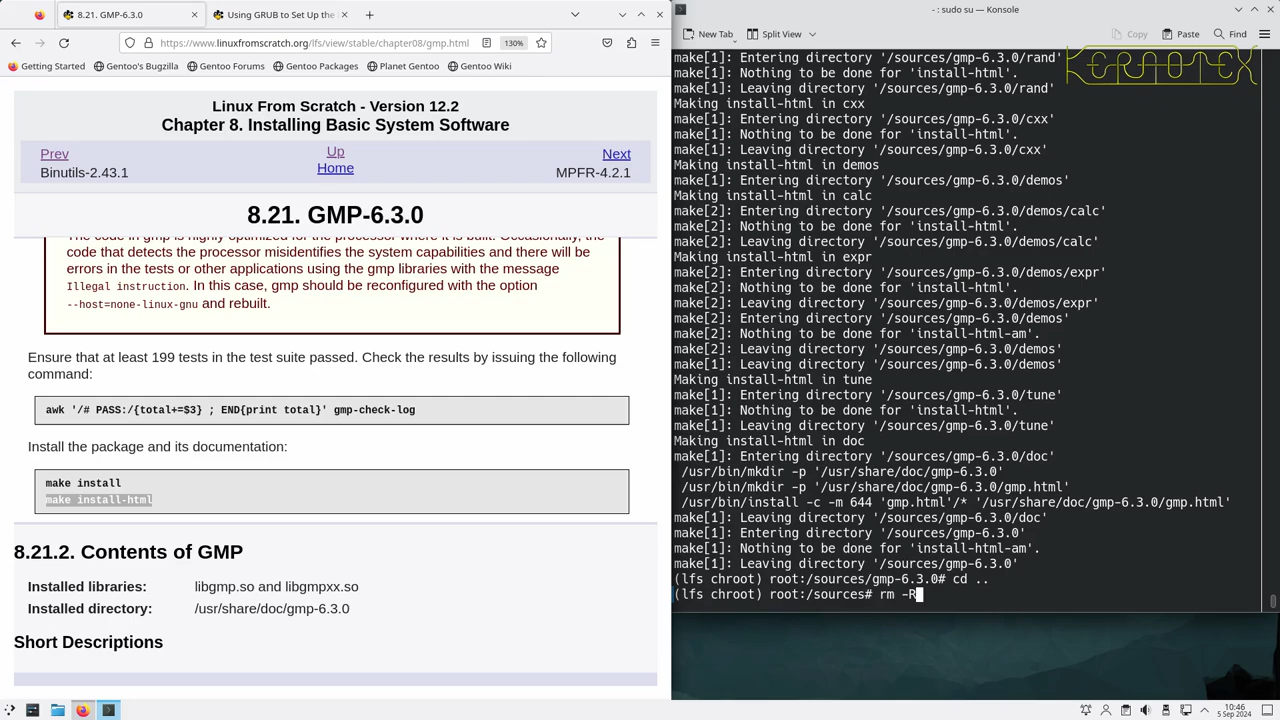 8.21. GMP-6.3.0
Using GRUB to Set Up the
https://www.linuxfromscratch.org/lfs/view/stable/chapter08/gmp.html
130%
Getting Started
Gentoo's Bugzilla
Gentoo Forums
Gentoo Packages
Planet Gentoo
Gentoo Wiki
Linux From Scratch - Version 12.2
Chapter 8. Installing Basic System Software
Prev
Up
Next
Binutils-2.43.1
Home
MPFR-4.2.1
8.21. GMP-6.3.0
The code in gmp is highly optimized for the processor where it is built. Occasionally, the
code that detects the processor misidentifies the system capabilities and there will be
errors in the tests or other applications using the gmp libraries with the message
Illegal instruction. In this case, gmp should be reconfigured with the option
--host=none-linux-gnu and rebuilt.
Ensure that at least 199 tests in the test suite passed. Check the results by issuing the following
command:
awk '/# PASS:/{total+=$3} ; END{print total}' gmp-check-log
Install the package and its documentation:
make install
make install-html
8.21.2. Contents of GMP
Installed libraries: libgmp.so and libgmpxx.so
Installed directory: /usr/share/doc/gmp-6.3.0
Short Descriptions
- : sudo su — Konsole
New Tab
Split View
Copy
Paste
Find
KERNOTEX
make[1]: Entering directory '/sources/gmp-6.3.0/rand'
make[1]: Nothing to be done for 'install-html'.
make[1]: Leaving directory '/sources/gmp-6.3.0/rand'
Making install-html in cxx
make[1]: Entering directory '/sources/gmp-6.3.0/cxx'
make[1]: Nothing to be done for 'install-html'.
make[1]: Leaving directory '/sources/gmp-6.3.0/cxx'
Making install-html in demos
make[1]: Entering directory '/sources/gmp-6.3.0/demos'
Making install-html in calc
make[2]: Entering directory '/sources/gmp-6.3.0/demos/calc'
make[2]: Nothing to be done for 'install-html'.
make[2]: Leaving directory '/sources/gmp-6.3.0/demos/calc'
Making install-html in expr
make[2]: Entering directory '/sources/gmp-6.3.0/demos/expr'
make[2]: Nothing to be done for 'install-html'.
make[2]: Leaving directory '/sources/gmp-6.3.0/demos/expr'
make[2]: Entering directory '/sources/gmp-6.3.0/demos'
make[2]: Nothing to be done for 'install-html-am'.
make[2]: Leaving directory '/sources/gmp-6.3.0/demos'
make[1]: Leaving directory '/sources/gmp-6.3.0/demos'
Making install-html in tune
make[1]: Entering directory '/sources/gmp-6.3.0/tune'
make[1]: Nothing to be done for 'install-html'.
make[1]: Leaving directory '/sources/gmp-6.3.0/tune'
Making install-html in doc
make[1]: Entering directory '/sources/gmp-6.3.0/doc'
/usr/bin/mkdir -p '/usr/share/doc/gmp-6.3.0'
/usr/bin/mkdir -p '/usr/share/doc/gmp-6.3.0/gmp.html'
/usr/bin/install -c -m 644 'gmp.html'/* '/usr/share/doc/gmp-6.3.0/gmp.html'
make[1]: Leaving directory '/sources/gmp-6.3.0/doc'
make[1]: Entering directory '/sources/gmp-6.3.0'
make[1]: Nothing to be done for 'install-html-am'.
make[1]: Leaving directory '/sources/gmp-6.3.0'
(lfs chroot) root:/sources/gmp-6.3.0# cd ..
(lfs chroot) root:/sources# rm -R
10:46
5 Sep 2024